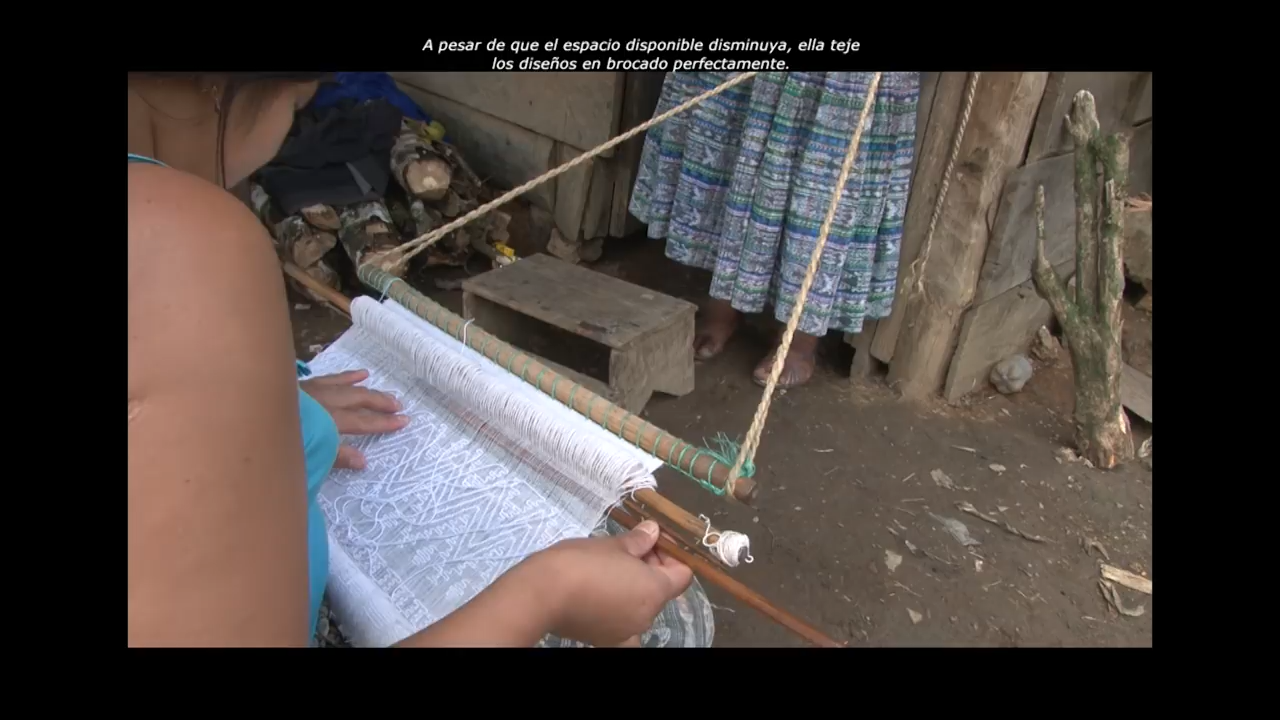 A pesar de que el espacio disponible disminuya, ella teje
los diseños en brocado perfectamente.